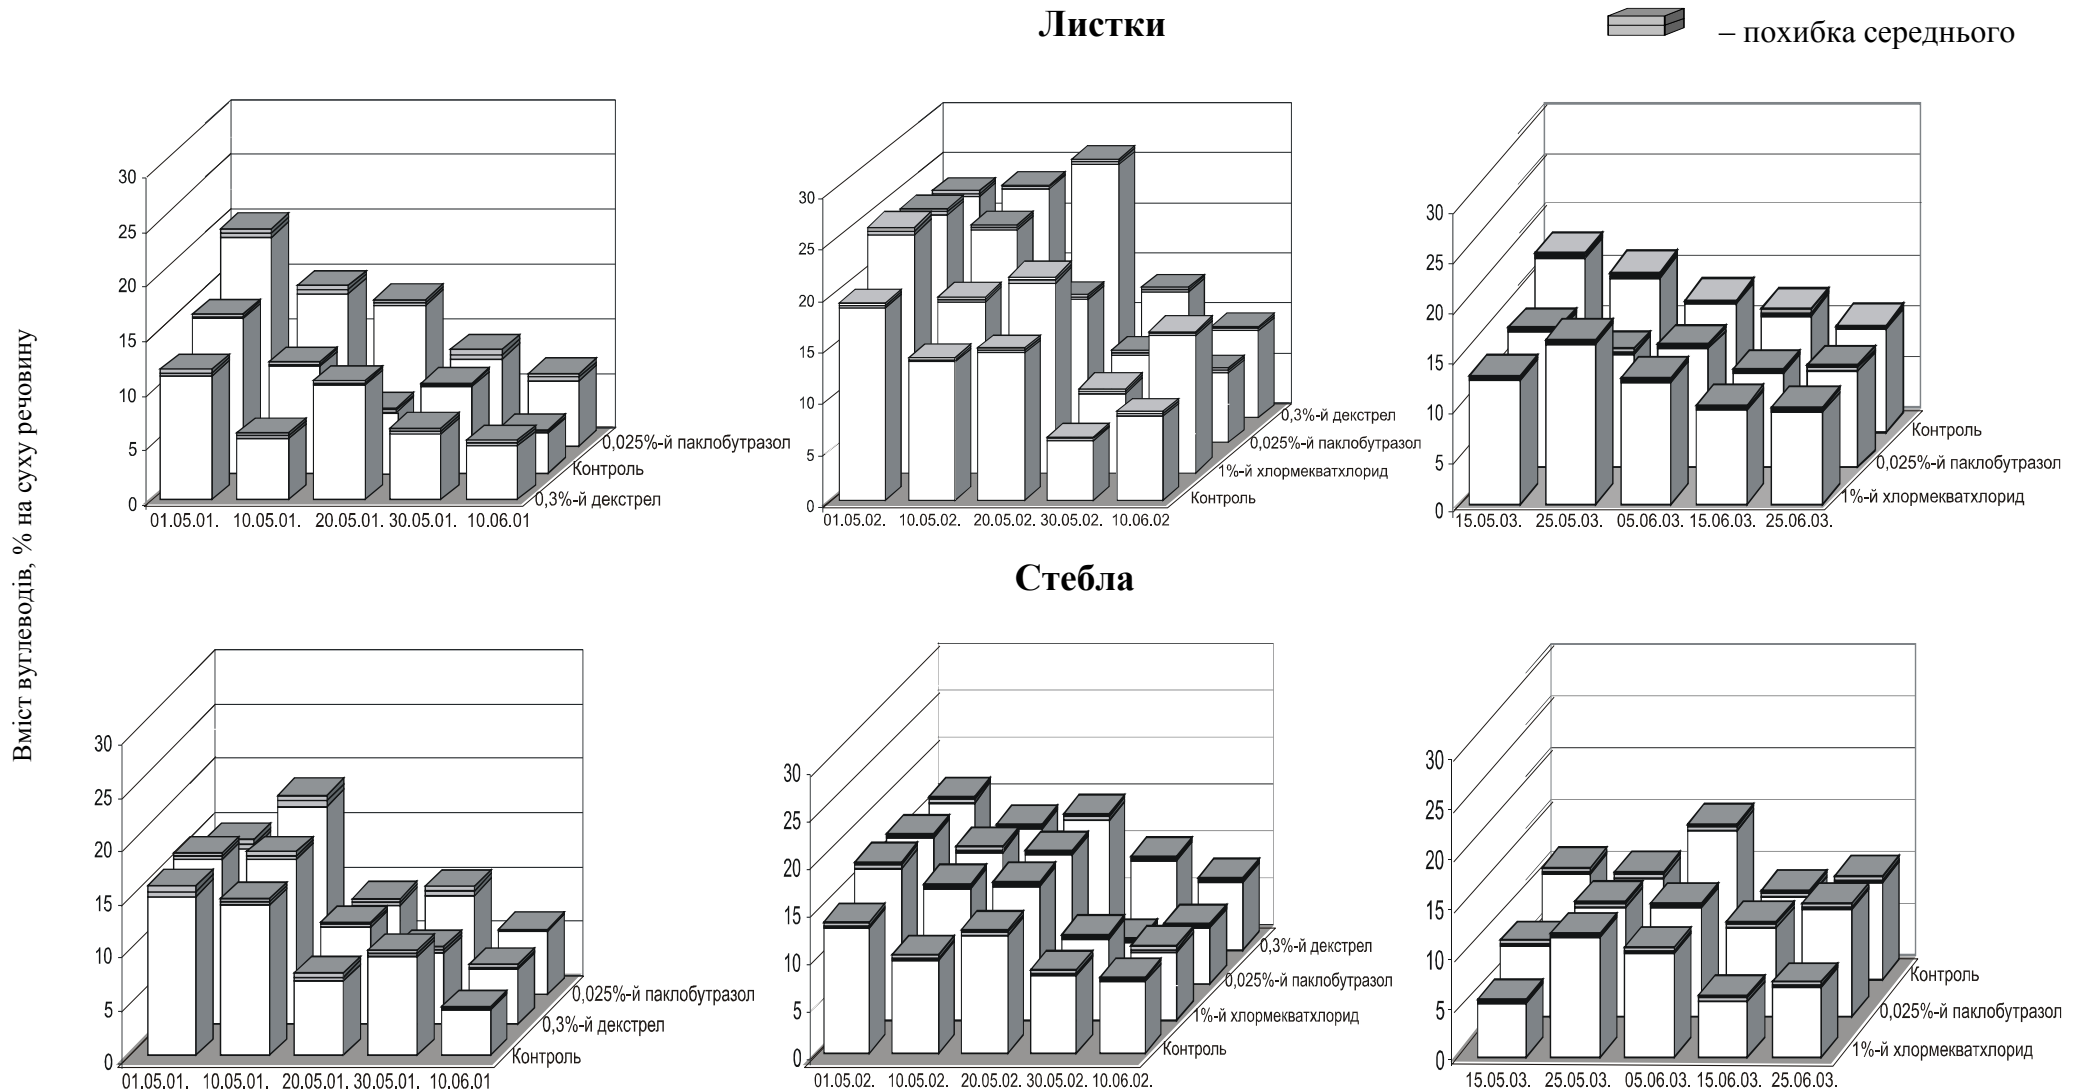 Листки
– похибка середнього
Вміст вуглеводів, % на суху речовину
30
25
20
15
10
5
0
01.05.01. 10.05.01. 20.05.01. 30.05.01. 10.06.01
0,025%-й паклобутразол
Контроль
0,3%-й декстрел
30
25
20
15
10
5
0
01.05.02. 10.05.02. 20.05.02. 30.05.02. 10.06.02
0,3%-й декстрел
0,025%-й паклобутразол
1%-й хлормекватхлорид
Контроль
30
25
20
15
10
5
0
15.05.03. 25.05.03. 05.06.03. 15.06.03. 25.06.03.
Контроль
0,025%-й паклобутразол
1%-й хлормекватхлорид
Стебла
30
25
20
15
10
5
0
01.05.01. 10.05.01. 20.05.01. 30.05.01. 10.06.01
0,025%-й паклобутразол
0,3%-й декстрел
Контроль
30
25
20
15
10
5
0
01.05.02. 10.05.02. 20.05.02. 30.05.02. 10.06.02.
0,3%-й декстрел
0,025%-й паклобутразол
1%-й хлормекватхлорид
Контроль
30
25
20
15
10
5
0
15.05.03. 25.05.03. 05.06.03. 15.06.03. 25.06.03.
Контроль
0,025%-й паклобутразол
1%-й хлормекватхлорид